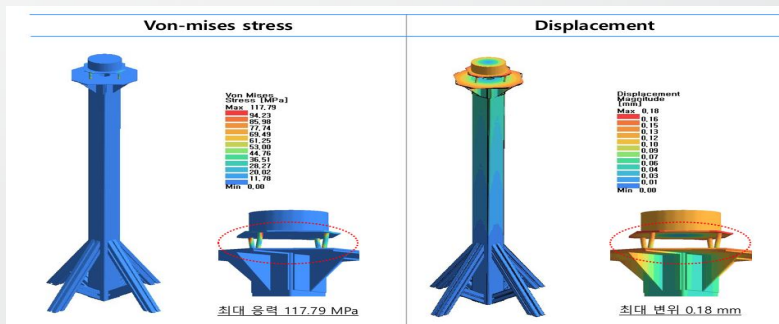 Von-mises stress
Displacement
Von Mises
Stress [MPa]
Max 117.79
94.23
85.98
77.74
69.49
61.25
53.00
44.76
36.51
28.27
20.02
11.78
Min 0.00
최대 응력 117.79 MPa
Displacement
Magnitude
[mm]
Max 0.18
0.16
0.15
0.13
0.12
0.10
0.09
0.07
0.06
0.04
0.03
0.01
Min 0.00
최대 변위 0.18 mm